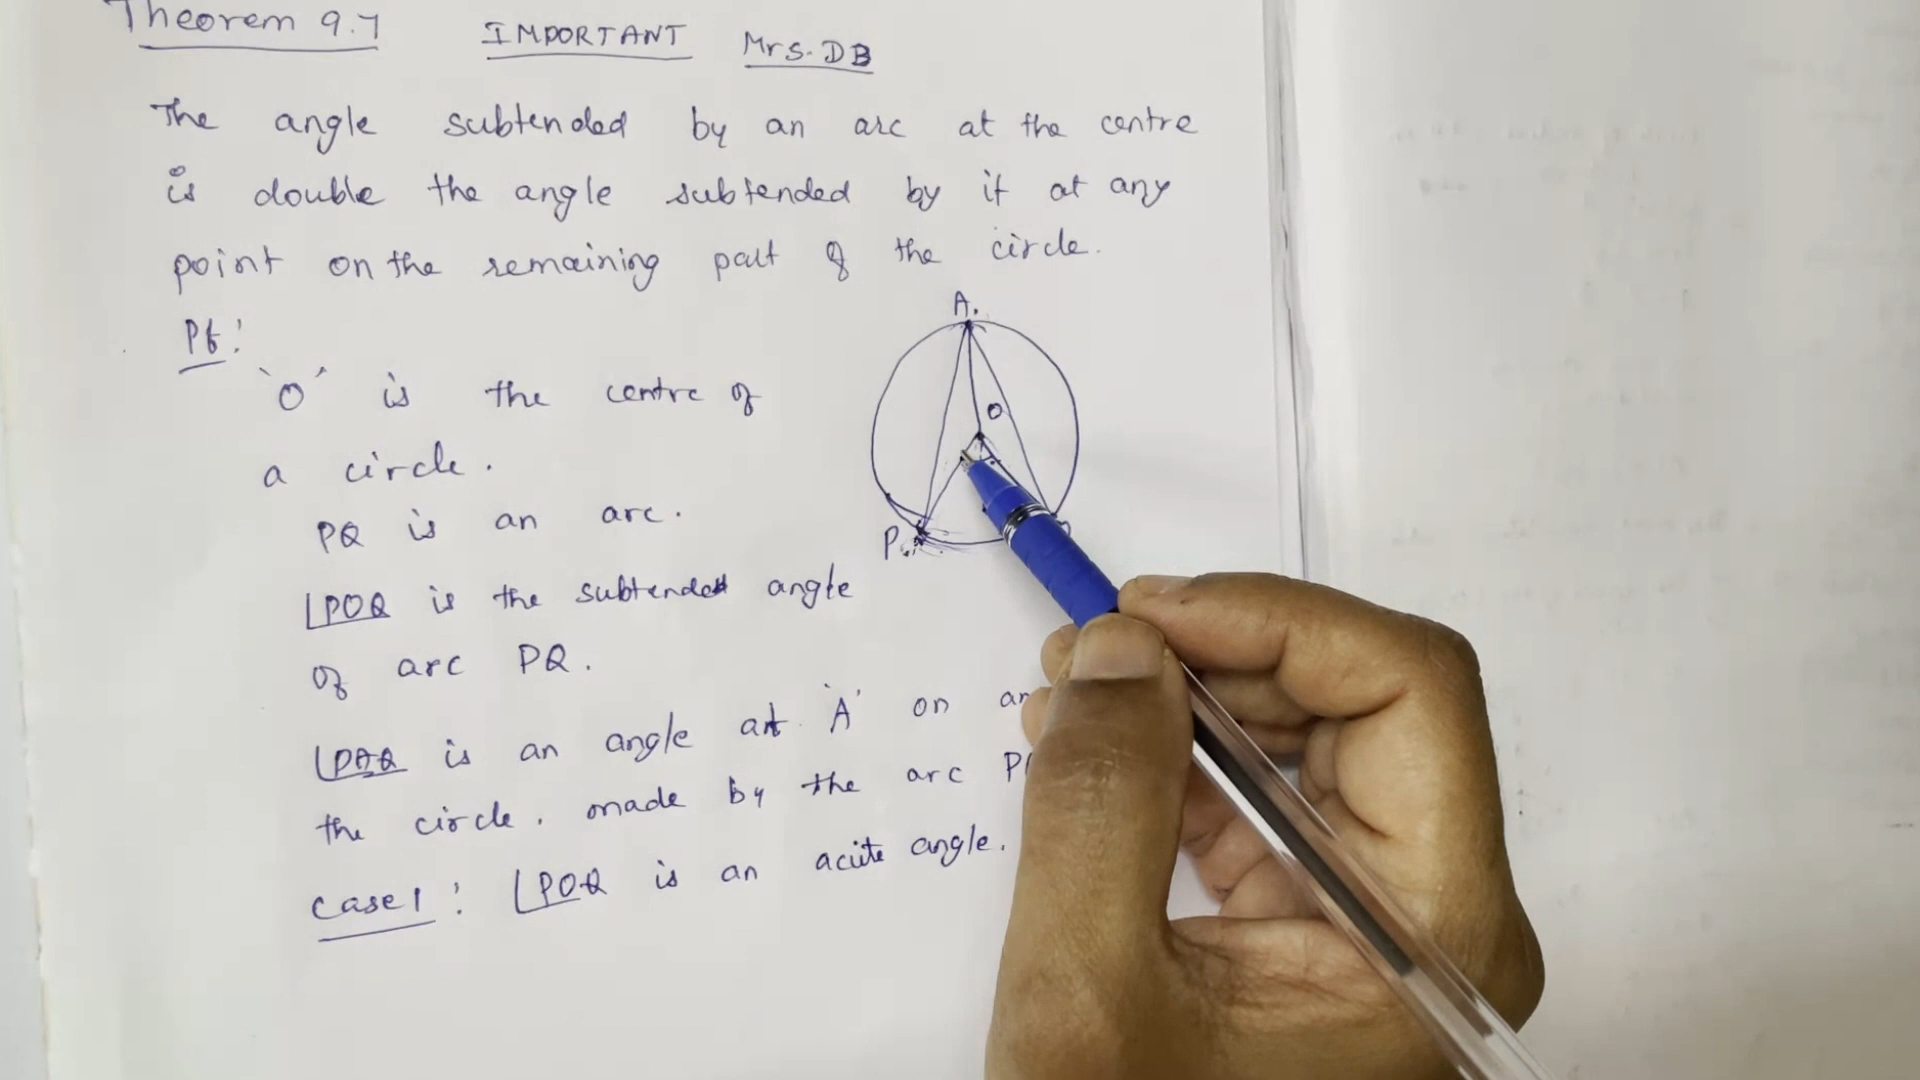 Theorem 9.7 IMPORTANT Mrs. DB
The angle subtended by an arc at the centre
is double the angle subtended by it at any
point on the remaining part of the circle.
Pf:
A.
'O' is the centre of
O
a circle.
PQ is an arc.
P
∠POQ is the subtended angle
of arc PQ.
∠PAQ is an angle at 'A' on
the circle. made by the arc
case 1: ∠POQ is an acute angle.